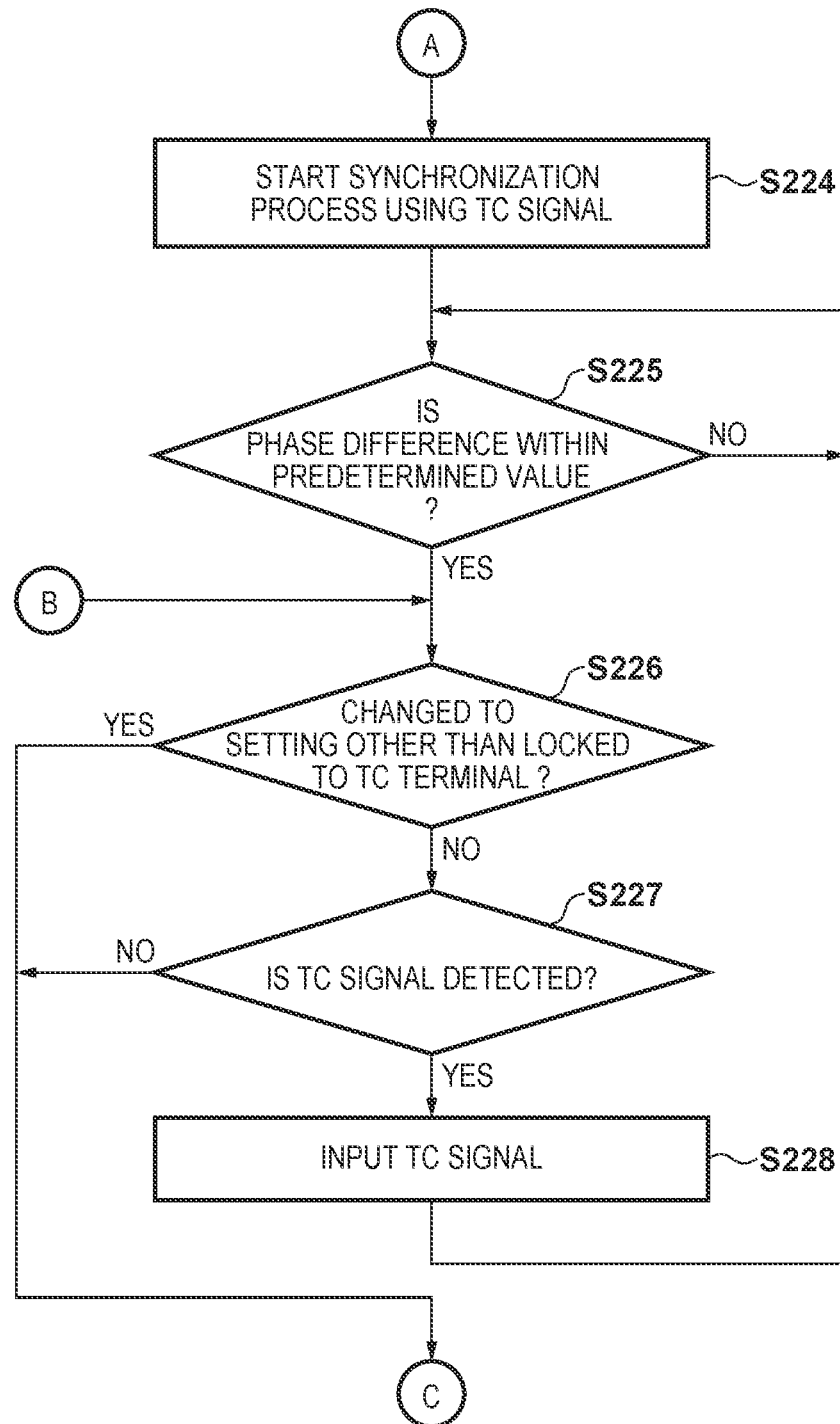 A
START SYNCHRONIZATION
PROCESS USING TC SIGNAL
S224
S225
IS
PHASE DIFFERENCE WITHIN
PREDETERMINED VALUE
?
NO
YES
B
S226
YES
CHANGED TO
SETTING OTHER THAN LOCKED
TO TC TERMINAL ?
NO
S227
NO
IS TC SIGNAL DETECTED?
YES
INPUT TC SIGNAL
S228
C